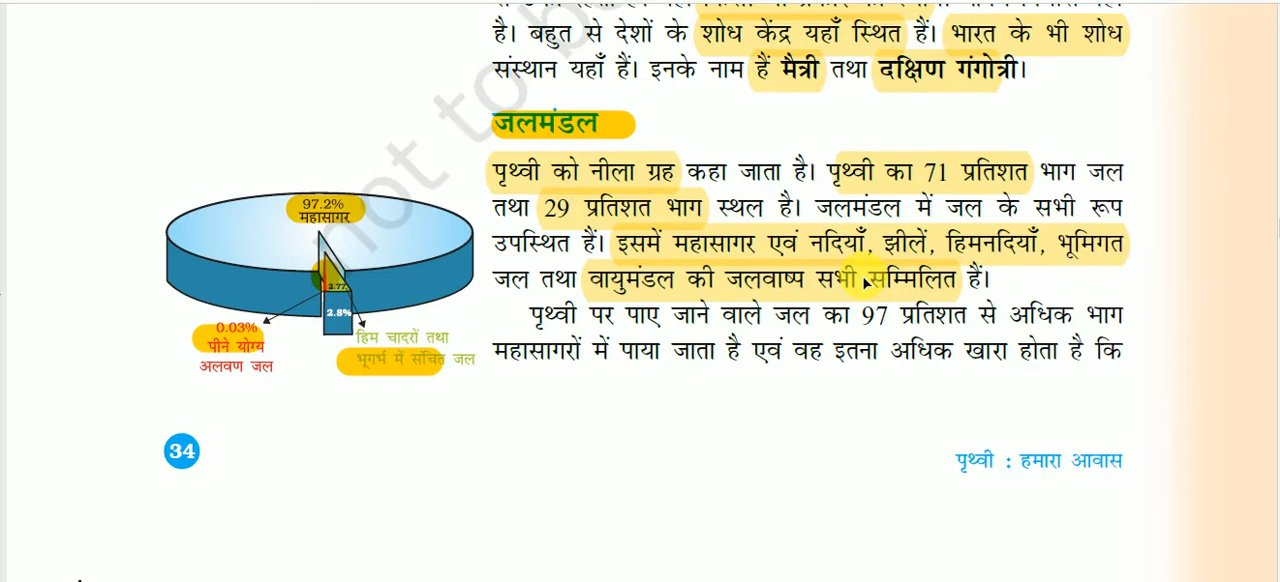 है। बहुत से देशों के शोध केंद्र यहाँ स्थित हैं। भारत के भी शोध
संस्थान यहाँ हैं। इनके नाम हैं मैत्री तथा दक्षिण गंगोत्री।
जलमंडल
पृथ्वी को नीला ग्रह कहा जाता है। पृथ्वी का 71 प्रतिशत भाग जल
तथा 29 प्रतिशत भाग स्थल है। जलमंडल में जल के सभी रूप
उपस्थित हैं। इसमें महासागर एवं नदियाँ, झीलें, हिमनदियाँ, भूमिगत
जल तथा वायुमंडल की जलवाष्प सभी सम्मिलित हैं।
पृथ्वी पर पाए जाने वाले जल का 97 प्रतिशत से अधिक भाग
महासागरों में पाया जाता है एवं वह इतना अधिक खारा होता है कि
97.2%
महासागर
2.77
2.8%
0.03%
पीने योग्य
अलवण जल
हिम चादरों तथा
भूगर्भ में संचित जल
not to b
34
पृथ्वी : हमारा आवास